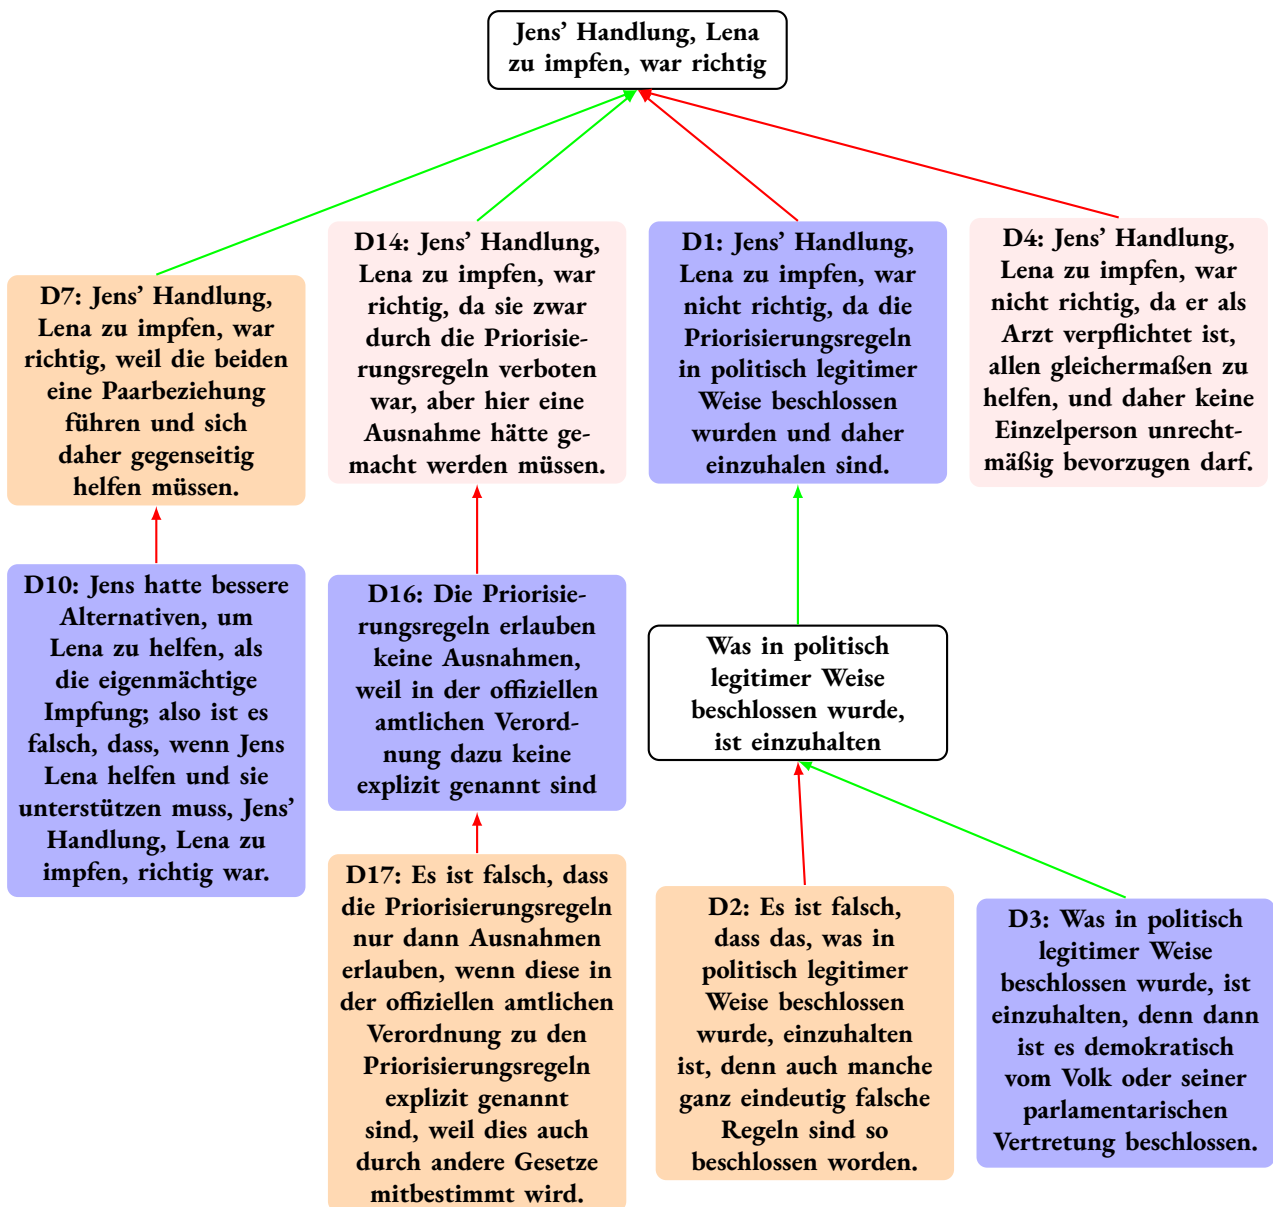 Jens’ Handlung, Lena
zu impfen, war richtig
D7: Jens’ Handlung,
Lena zu impfen, war
richtig, weil die beiden
eine Paarbeziehung
führen und sich
daher gegenseitig
helfen müssen.
D14: Jens’ Handlung,
Lena zu impfen, war
richtig, da sie zwar
durch die Priorisie-
rungsregeln verboten
war, aber hier eine
Ausnahme hätte ge-
macht werden müssen.
D1: Jens’ Handlung,
Lena zu impfen, war
nicht richtig, da die
Priorisierungsregeln
in politisch legitimer
Weise beschlossen
wurden und daher
einzuhalen sind.
D4: Jens’ Handlung,
Lena zu impfen, war
nicht richtig, da er als
Arzt verpflichtet ist,
allen gleichermaßen zu
helfen, und daher keine
Einzelperson unrecht-
mäßig bevorzugen darf.
D10: Jens hatte bessere
Alternativen, um
Lena zu helfen, als
die eigenmächtige
Impfung; also ist es
falsch, dass, wenn Jens
Lena helfen und sie
unterstützen muss, Jens’
Handlung, Lena zu
impfen, richtig war.
D16: Die Priorisie-
rungsregeln erlauben
keine Ausnahmen,
weil in der offiziellen
amtlichen Verord-
nung dazu keine
explizit genannt sind
Was in politisch
legitimer Weise
beschlossen wurde,
ist einzuhalten
D17: Es ist falsch, dass
die Priorisierungsregeln
nur dann Ausnahmen
erlauben, wenn diese in
der offiziellen amtlichen
Verordnung zu den
Priorisierungsregeln
explizit genannt
sind, weil dies auch
durch andere Gesetze
mitbestimmt wird.
D2: Es ist falsch,
dass das, was in
politisch legitimer
Weise beschlossen
wurde, einzuhalten
ist, denn auch manche
ganz eindeutig falsche
Regeln sind so
beschlossen worden.
D3: Was in politisch
legitimer Weise
beschlossen wurde, ist
einzuhalten, denn dann
ist es demokratisch
vom Volk oder seiner
parlamentarischen
Vertretung beschlossen.